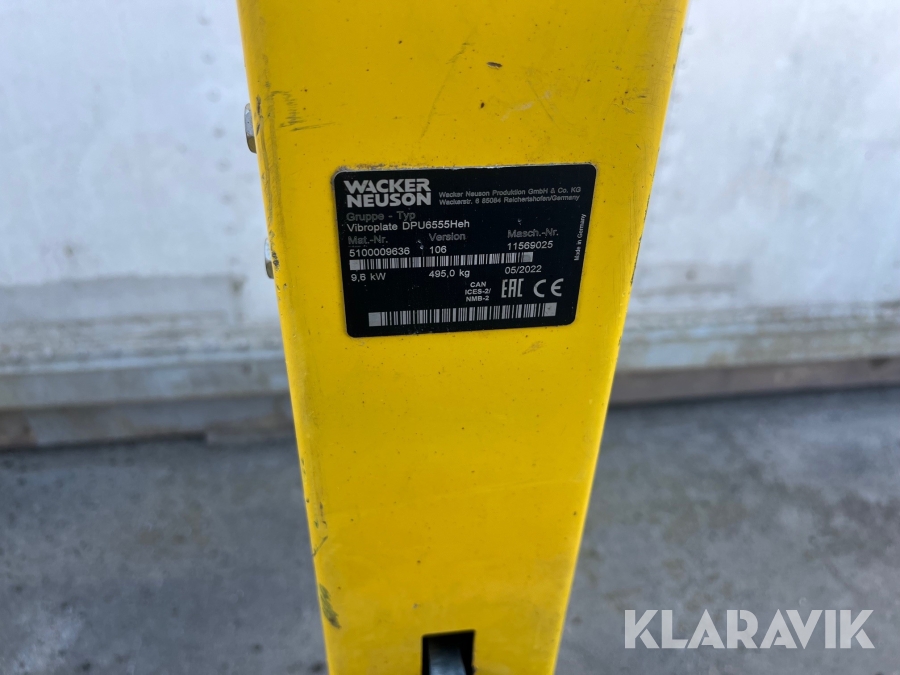 WACKER
NEUSON
Wacker Neuson Produktion GmbH & Co. KG
Wackerstr. 6 85084 Reichertshofen/Germany
Gruppe - Typ
Vibroplate DPU6555Heh
Mat.-Nr. Version Masch.-Nr.
5100009636 106 11569025
9,6 kW 495,0 kg 05/2022
CAN
ICES-2/
NMB-2
EAC CE
Made in Germany
KLARAVIK